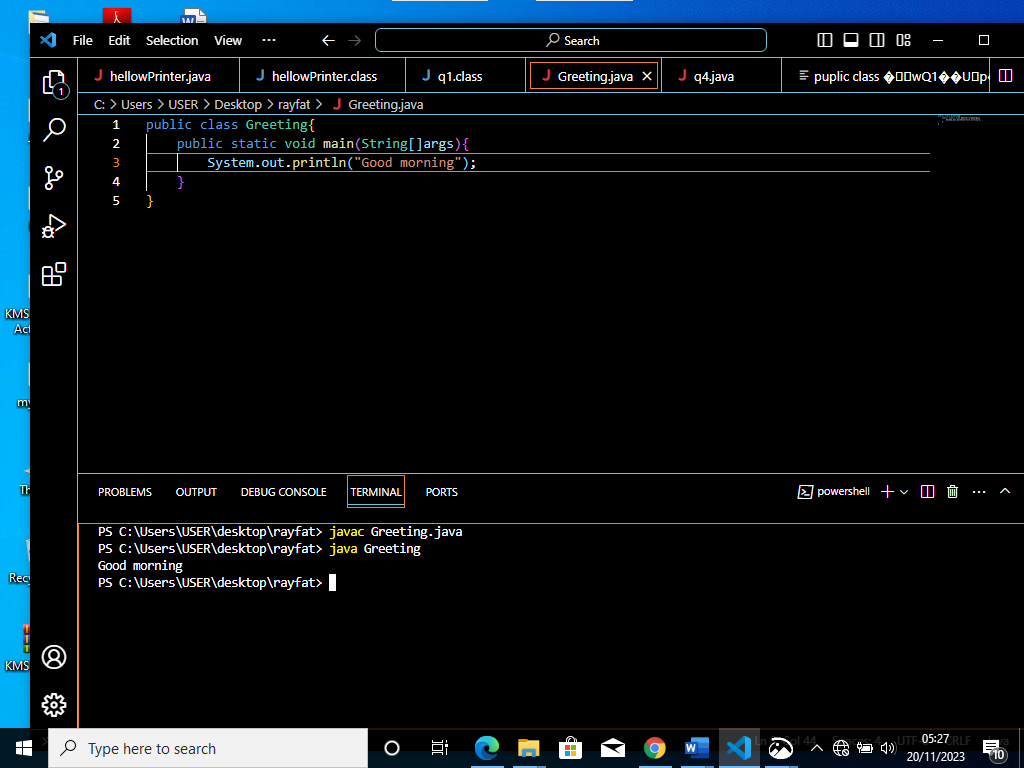 File Edit Selection View ··· Search
hellowPrinter.java hellowPrinter.class q1.class Greeting.java q4.java puplic class
C: > Users > USER > Desktop > rayfat > Greeting.java
1 public class Greeting{
2 public static void main(String[]args){
3 System.out.println("Good morning");
4 }
5 }
PROBLEMS OUTPUT DEBUG CONSOLE TERMINAL PORTS powershell
PS C:\Users\USER\desktop\rayfat> javac Greeting.java
PS C:\Users\USER\desktop\rayfat> java Greeting
Good morning
PS C:\Users\USER\desktop\rayfat>
1
KMS
Act
my
Th
Recy
KMS
Type here to search
05:27
20/11/2023
10